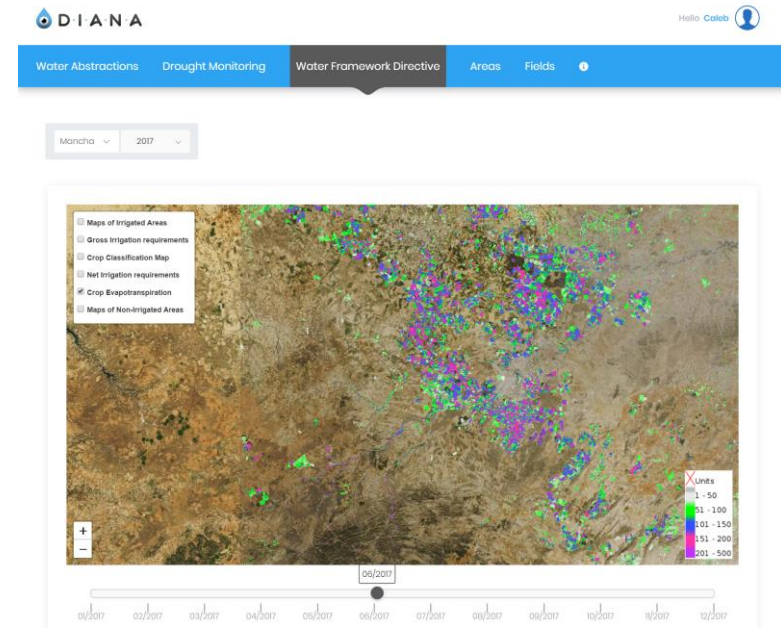 D·I·A·N·A
Hello Caleb
Water Abstractions Drought Monitoring Water Framework Directive Areas Fields i
Mancha 2017
Maps of Irrigated Areas
Gross Irrigation requirements
Crop Classification Map
Net Irrigation requirements
Crop Evapotranspiration
Maps of Non-Irrigated Areas
Units
1 - 50
51 - 100
101 - 150
151 - 200
201 - 500
+
−
06/2017
01/2017 02/2017 03/2017 04/2017 05/2017 06/2017 07/2017 08/2017 09/2017 10/2017 11/2017 12/2017